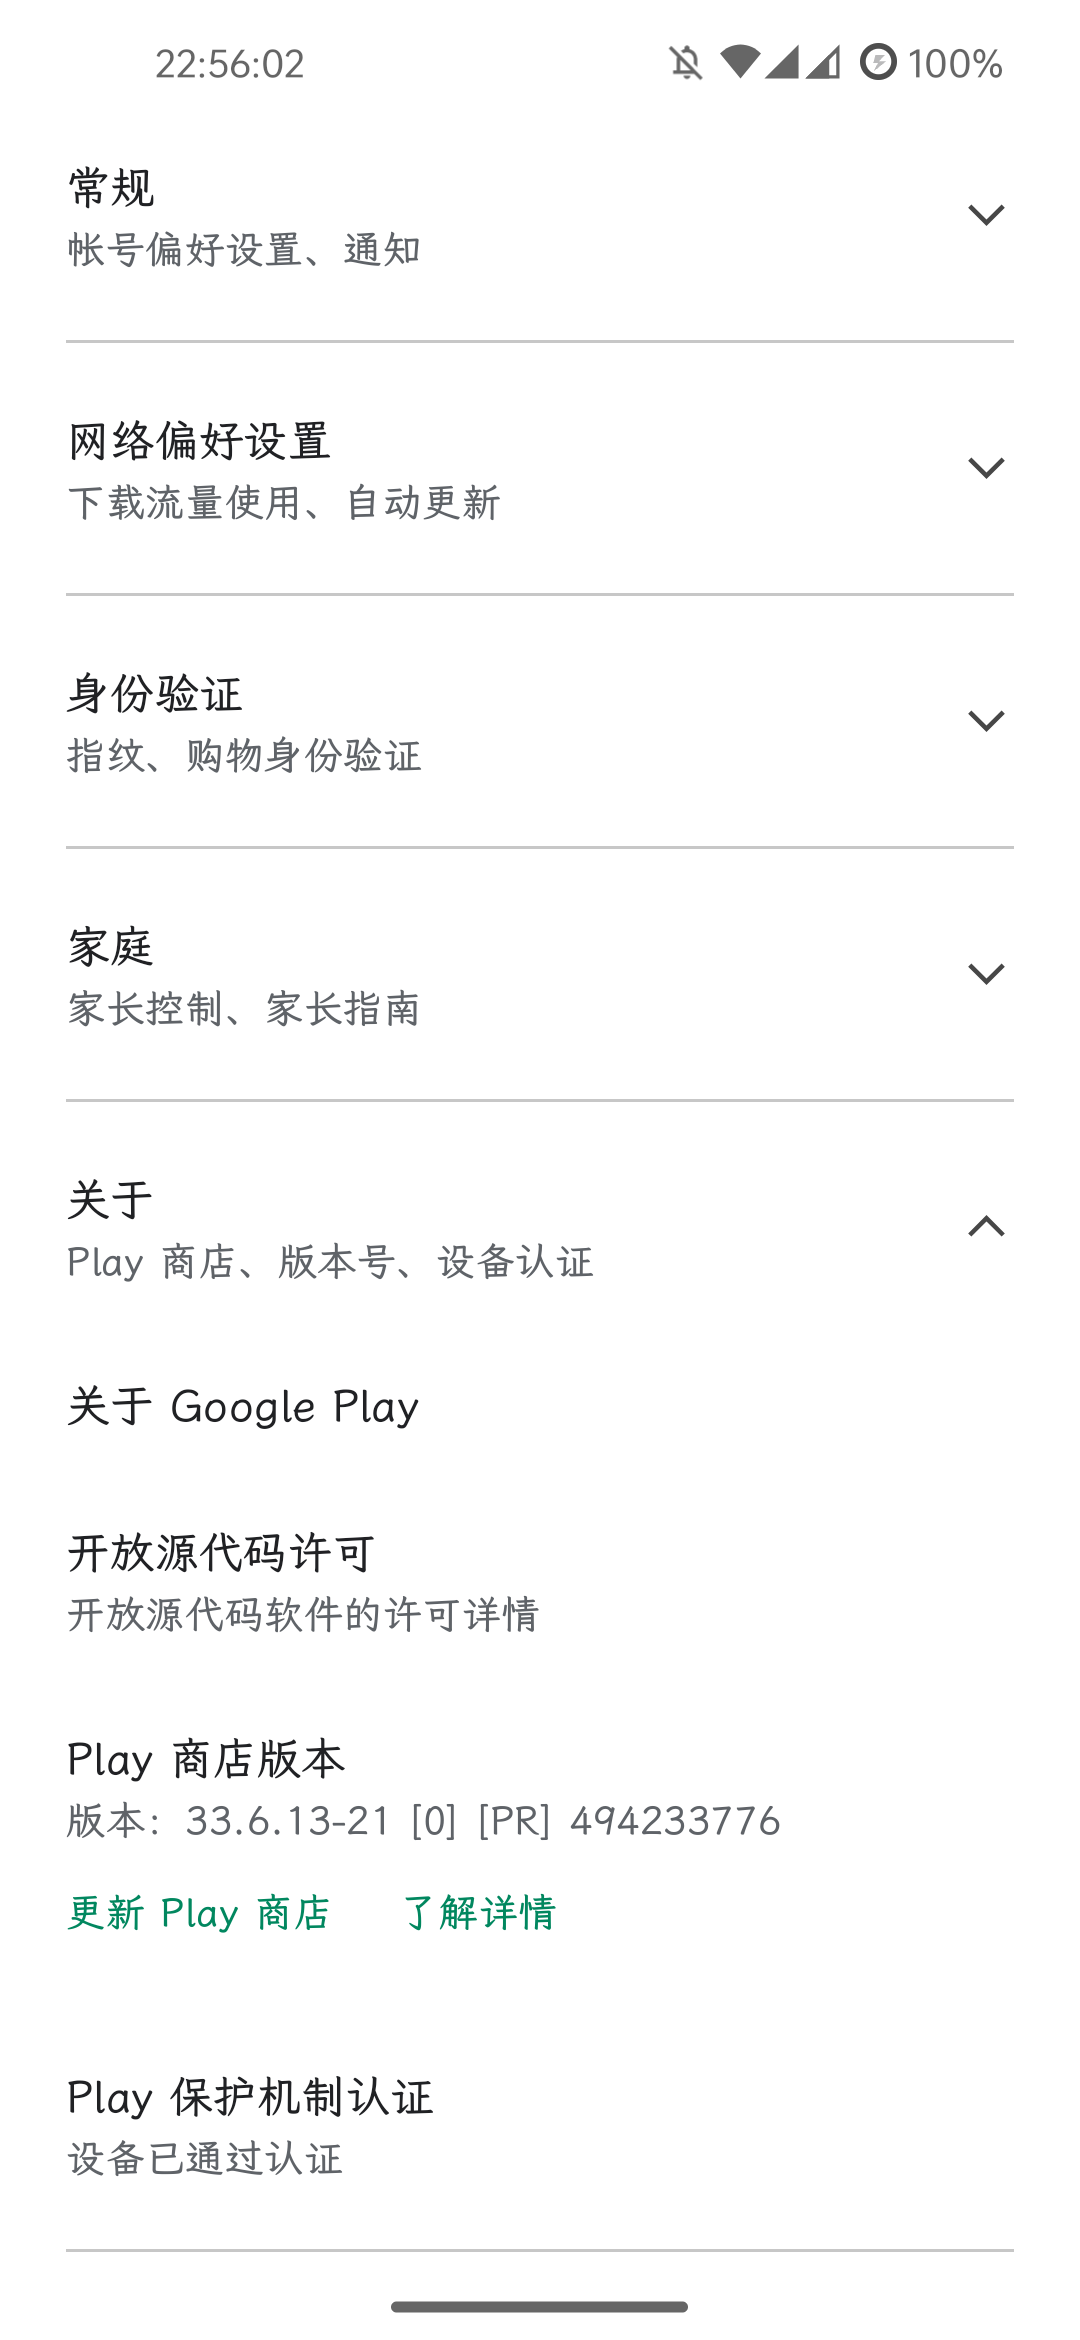 22:56:02
100%
常规
帐号偏好设置、通知
网络偏好设置
下载流量使用、自动更新
身份验证
指纹、购物身份验证
家庭
家长控制、家长指南
关于
Play 商店、版本号、设备认证
关于 Google Play
开放源代码许可
开放源代码软件的许可详情
Play 商店版本
版本：33.6.13-21 [0] [PR] 494233776
更新 Play 商店 了解详情
Play 保护机制认证
设备已通过认证